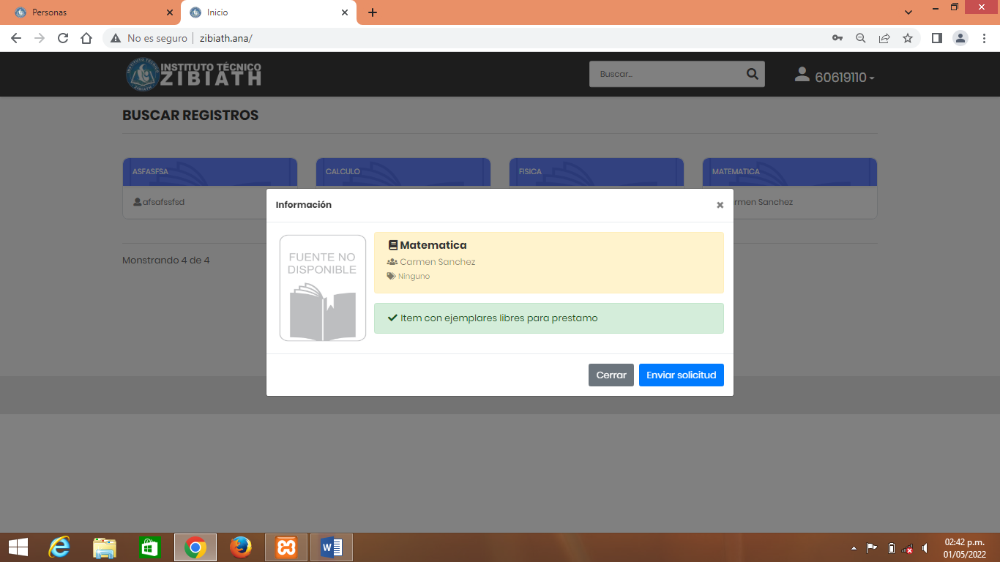 Personas
Inicio
No es seguro
zibiath.ana/
INSTITUTO TÉCNICO
ZIBIATH
Buscar...
60619110
BUSCAR REGISTROS
ASFASFSA
CALCULO
FISICA
MATEMATICA
afsafssfsd
Información
FUENTE NO
DISPONIBLE
Matematica
Carmen Sanchez
Ninguno
Item con ejemplares libres para prestamo
Cerrar
Enviar solicitud
rmen Sanchez
Monstrando 4 de 4
02:42 p.m.
01/05/2022